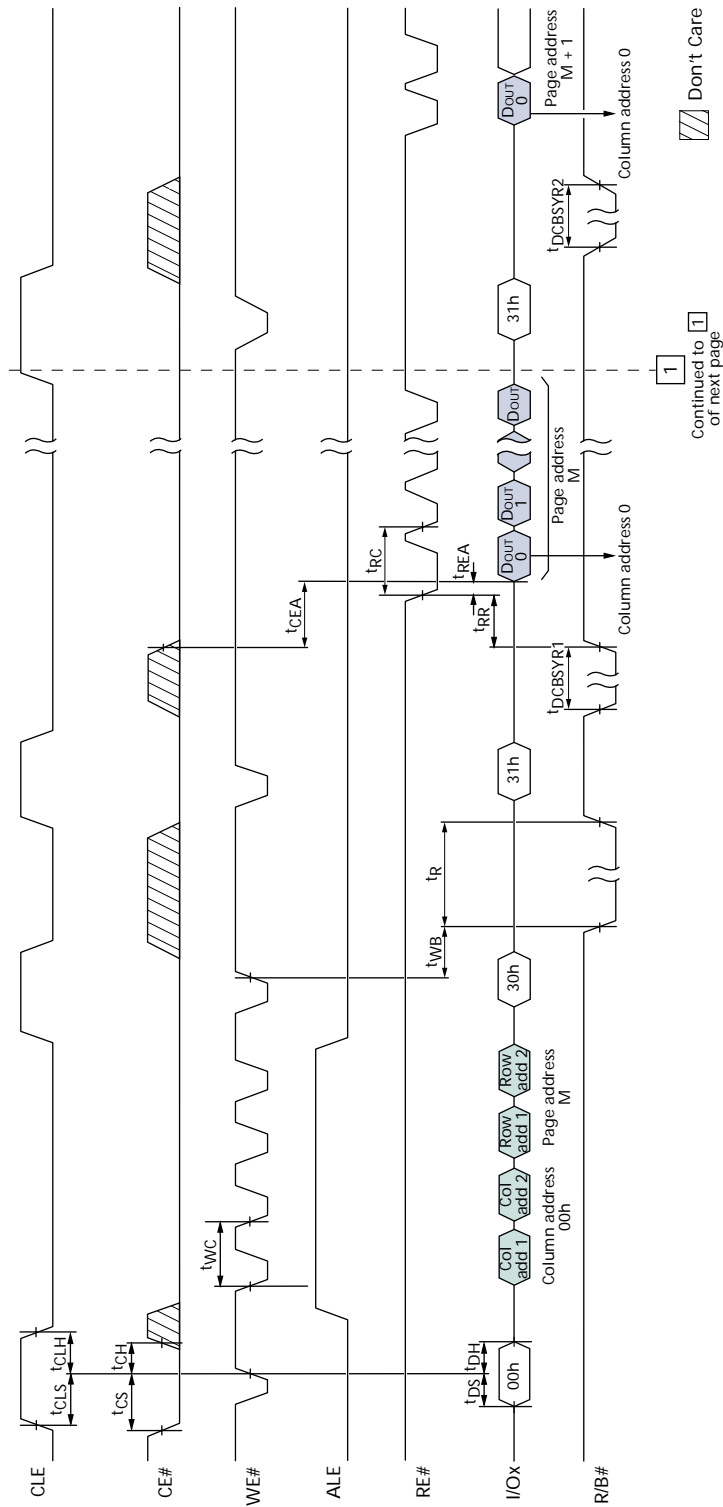 CLE
tCLS
tCLH
CE#
tCS
tCH
WE#
tWC
ALE
RE#
tCEA
tRC
tWB
tR
tRR
tREA
I/Ox
tDS
tDH
00h
Col
add 1
Col
add 2
Row
add 1
Row
add 2
30h
31h
DOUT
0
DOUT
1
DOUT
31h
DOUT
0
Column address
00h
Page address
M
Page address
M
Page address
M + 1
R/B#
tDCBSYR1
Column address 0
tDCBSYR2
Column address 0
1
Continued to 1
of next page
Don't Care